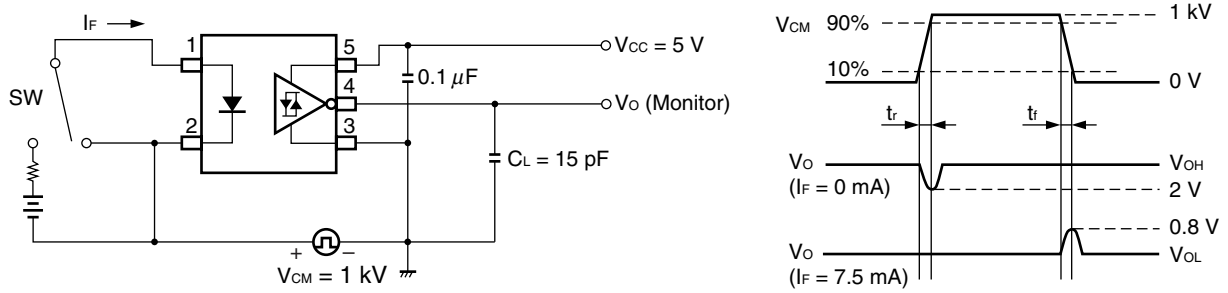 IF
1
5
VCC = 5 V
0.1 μF
SW
4
VO (Monitor)
2
3
CL = 15 pF
+
−
VCM = 1 kV
VCM 90%
1 kV
10%
0 V
tr
tf
VO
(IF = 0 mA)
VOH
2 V
0.8 V
VO
(IF = 7.5 mA)
VOL